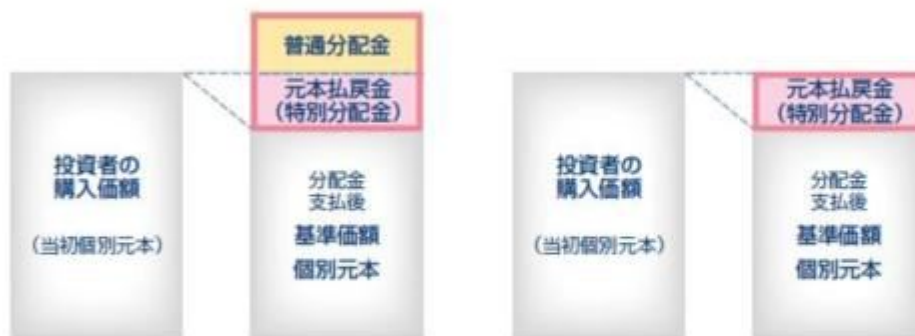 普通分配金
元本払戻金
(特別分配金)
投資者の
購入価額
(当初個別元本)
分配金
支払後
基準価額
個別元本
元本払戻金
(特別分配金)
投資者の
購入価額
(当初個別元本)
分配金
支払後
基準価額
個別元本